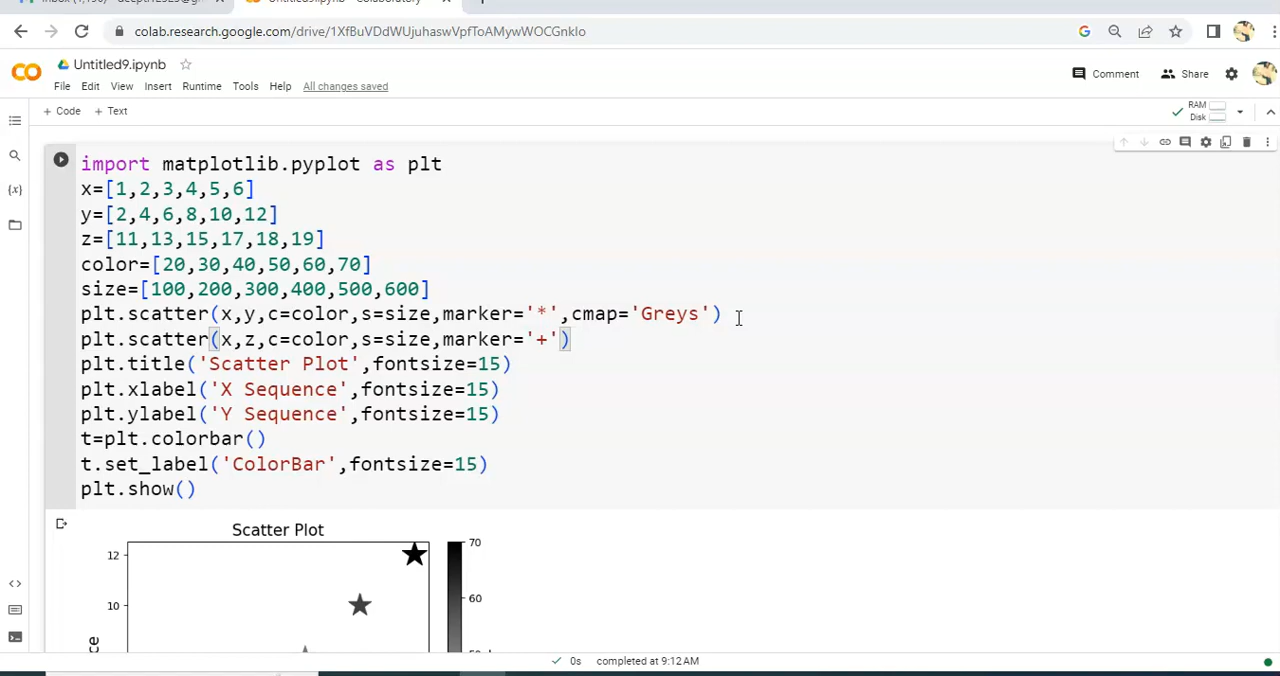 colab.research.google.com/drive/1XfBuVDdWUjuhaswVpfToAMywWOCGnkIo
Untitled9.ipynb
Comment
Share
File Edit View Insert Runtime Tools Help All changes saved
+ Code + Text
RAM
Disk
import matplotlib.pyplot as plt
x=[1,2,3,4,5,6]
y=[2,4,6,8,10,12]
z=[11,13,15,17,18,19]
color=[20,30,40,50,60,70]
size=[100,200,300,400,500,600]
plt.scatter(x,y,c=color,s=size,marker='*',cmap='Greys')
plt.scatter(x,z,c=color,s=size,marker='+')
plt.title('Scatter Plot',fontsize=15)
plt.xlabel('X Sequence',fontsize=15)
plt.ylabel('Y Sequence',fontsize=15)
t=plt.colorbar()
t.set_label('ColorBar',fontsize=15)
plt.show()
Scatter Plot
12
70
10
60
0s completed at 9:12 AM